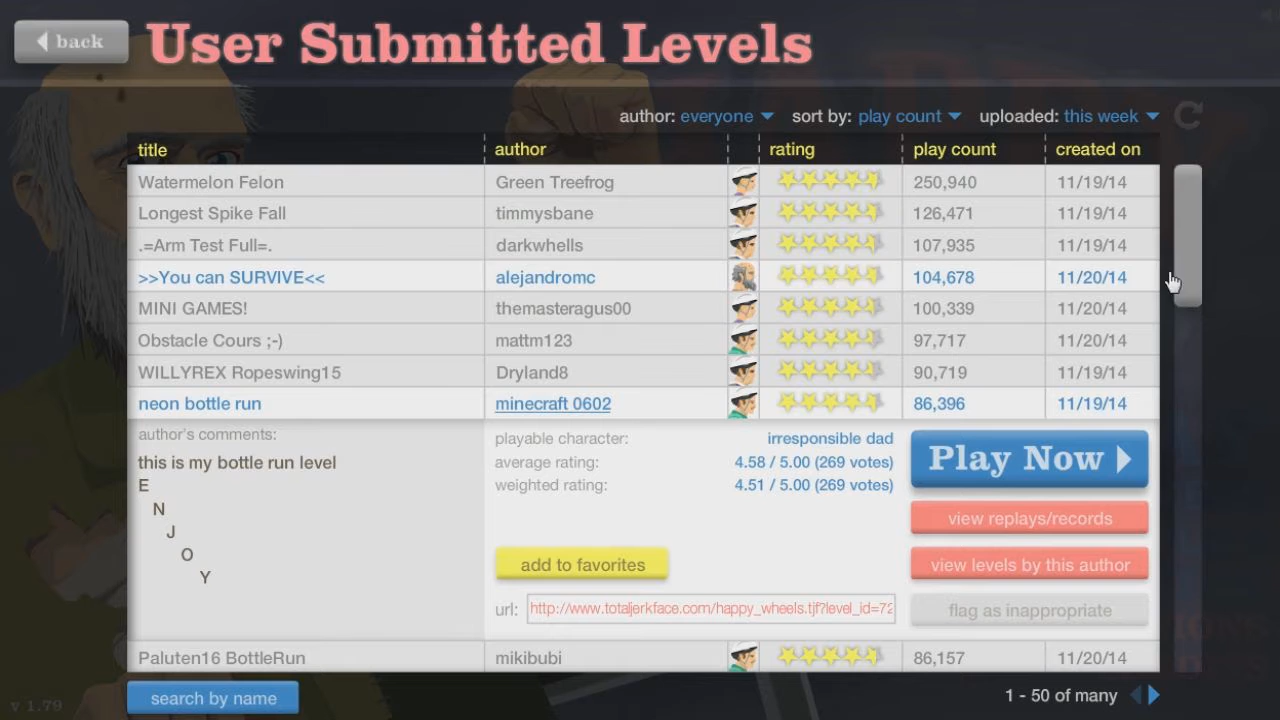 back
User Submitted Levels
author: everyone sort by: play count uploaded: this week
title author rating play count created on
Watermelon Felon Green Treefrog 250,940 11/19/14
Longest Spike Fall timmysbane 126,471 11/19/14
.=Arm Test Full=. darkwhells 107,935 11/19/14
>>You can SURVIVE<< alejandromc 104,678 11/20/14
MINI GAMES! themasteragus00 100,339 11/20/14
Obstacle Cours ;-) mattm123 97,717 11/20/14
WILLYREX Ropeswing15 Dryland8 90,719 11/19/14
neon bottle run minecraft 0602 86,396 11/19/14
author's comments:
this is my bottle run level
E
N
J
O
Y
playable character: irresponsible dad
average rating: 4.58 / 5.00 (269 votes)
weighted rating: 4.51 / 5.00 (269 votes)
add to favorites
url: http://www.totaljerkface.com/happy_wheels.tjf?level_id=72
Play Now
view replays/records
view levels by this author
flag as inappropriate
Paluten16 BottleRun mikibubi 86,157 11/20/14
search by name
1 - 50 of many
v 1.79